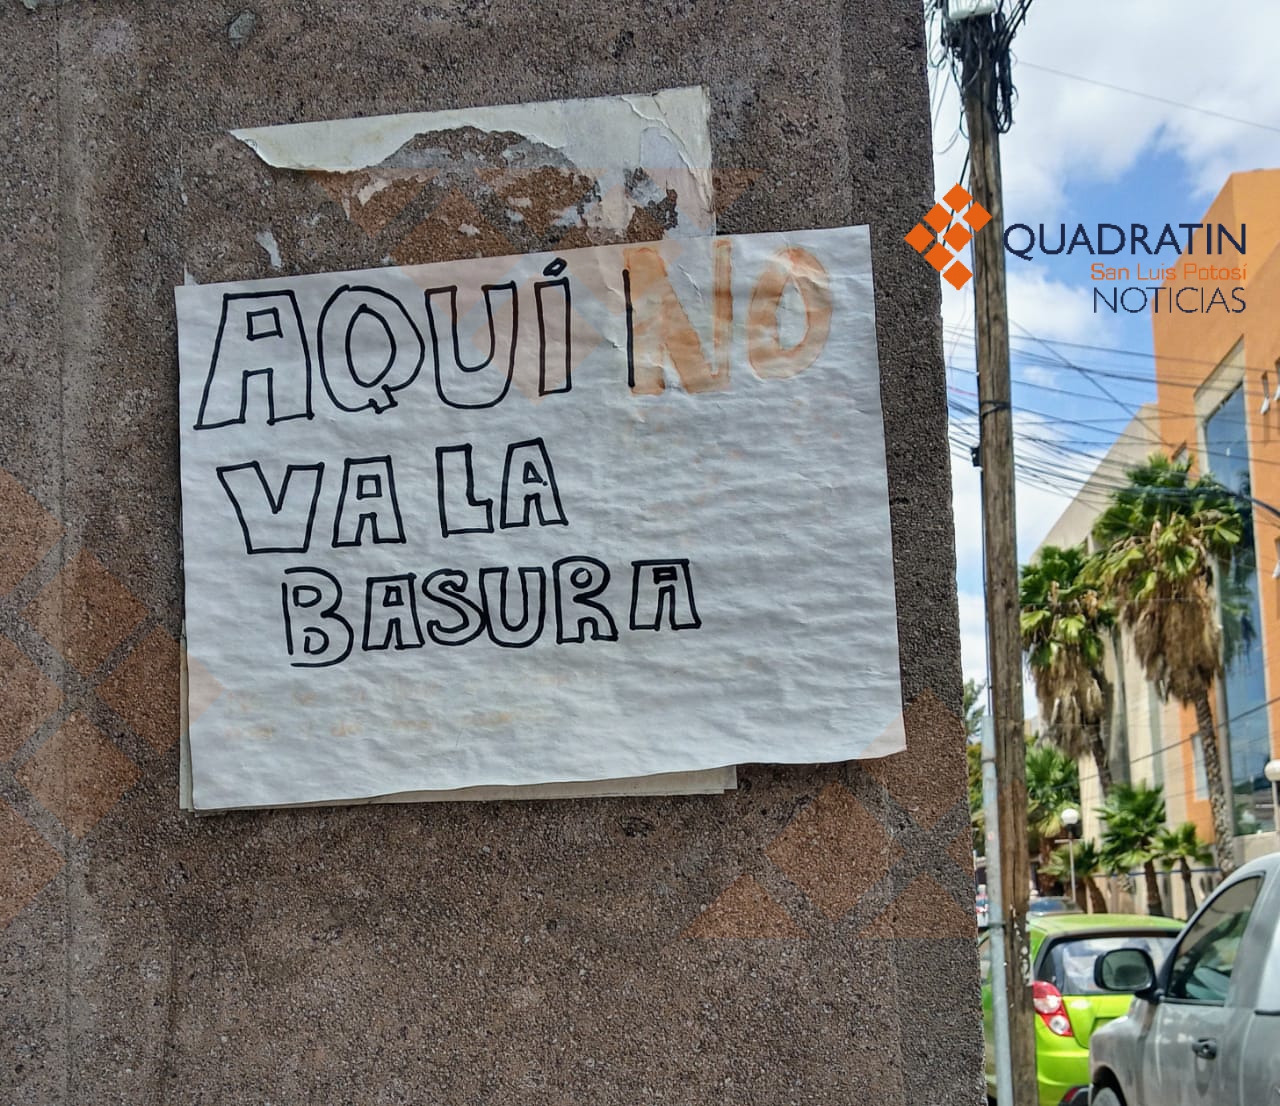 AQUÍ NO
VA LA
BASURA
QUADRATIN
San Luis Potosí
NOTICIAS